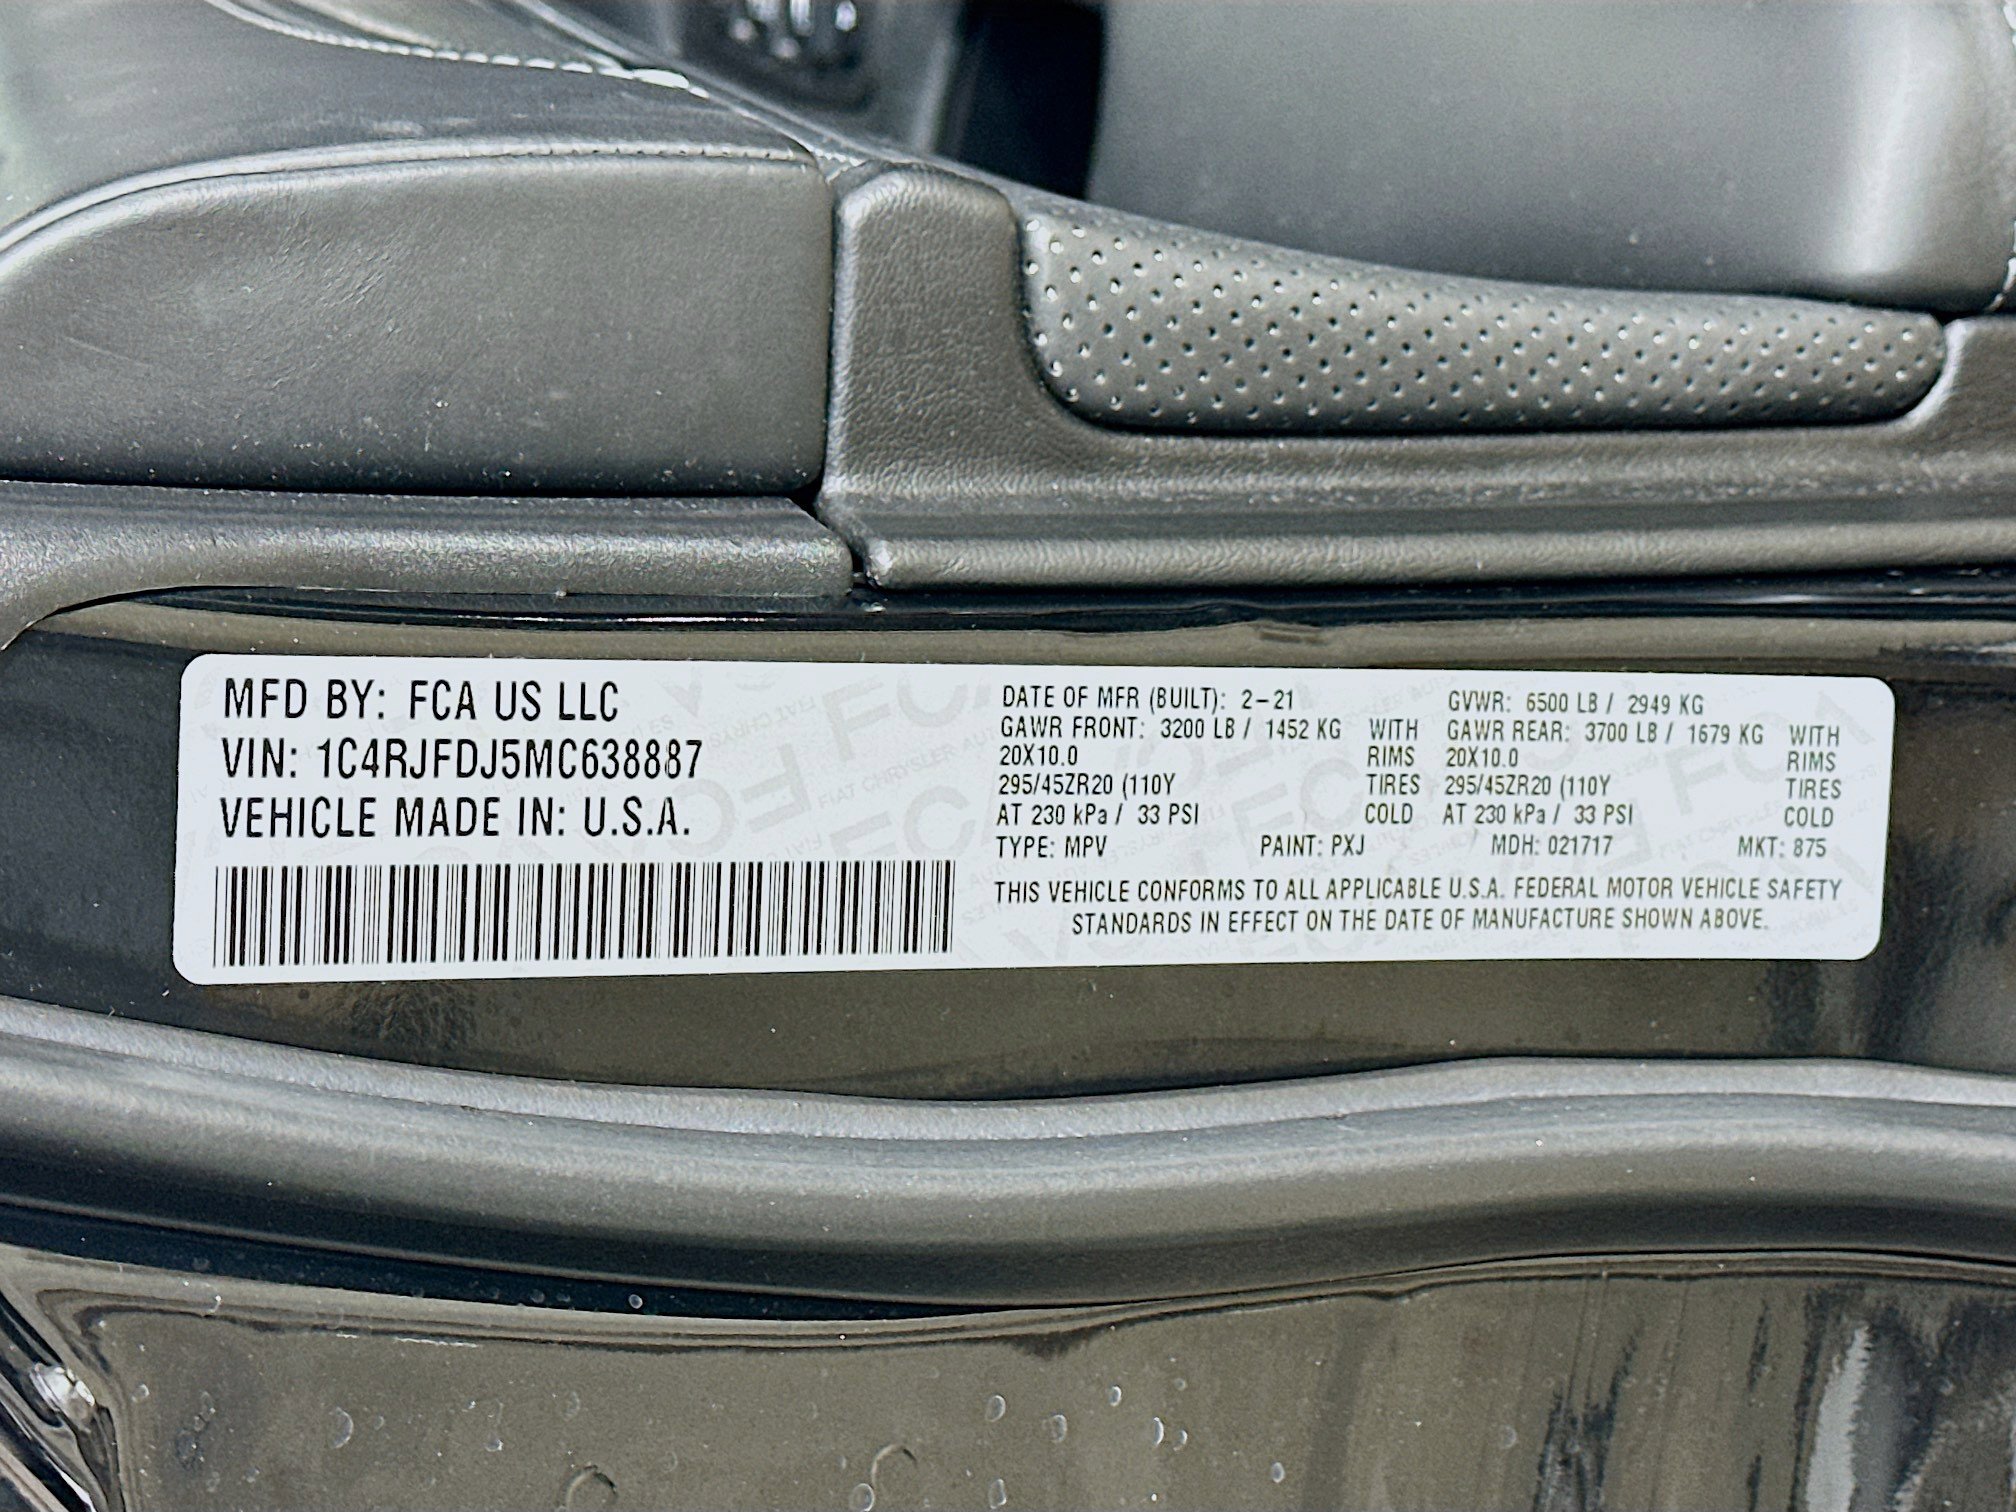 MFD BY: FCA US LLC
VIN: 1C4RJFDJ5MC638887
VEHICLE MADE IN: U.S.A.
DATE OF MFR (BUILT): 2-21 GVWR: 6500 LB / 2949 KG
GAWR FRONT: 3200 LB / 1452 KG WITH GAWR REAR: 3700 LB / 1679 KG WITH
20X10.0 RIMS 20X10.0 RIMS
295/45ZR20 (110Y TIRES 295/45ZR20 (110Y TIRES
AT 230 kPa / 33 PSI COLD AT 230 kPa / 33 PSI COLD
TYPE: MPV PAINT: PXJ MDH: 021717 MKT: 875
THIS VEHICLE CONFORMS TO ALL APPLICABLE U.S.A. FEDERAL MOTOR VEHICLE SAFETY
STANDARDS IN EFFECT ON THE DATE OF MANUFACTURE SHOWN ABOVE.